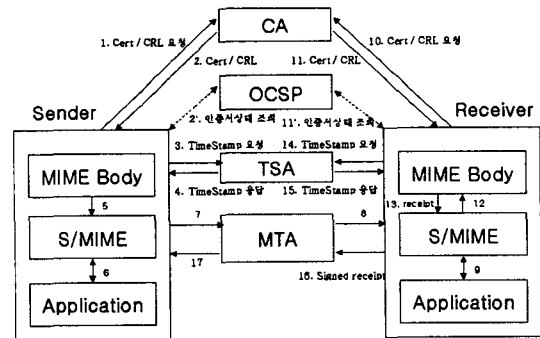 CA
1. Cert / CRL 요청
10. Cert / CRL 요청
2. Cert / CRL
11. Cert / CRL
OCSP
Sender
Receiver
2'. 인증서상태 조회
11'. 인증서상태 조회
3. TimeStamp 요청
14. TimeStamp 요청
TSA
4. TimeStamp 응답
15. TimeStamp 응답
MIME Body
MIME Body
5
13. receipt
12
7
8
S/MIME
MTA
S/MIME
17
16. Signed receipt
6
9
Application
Application